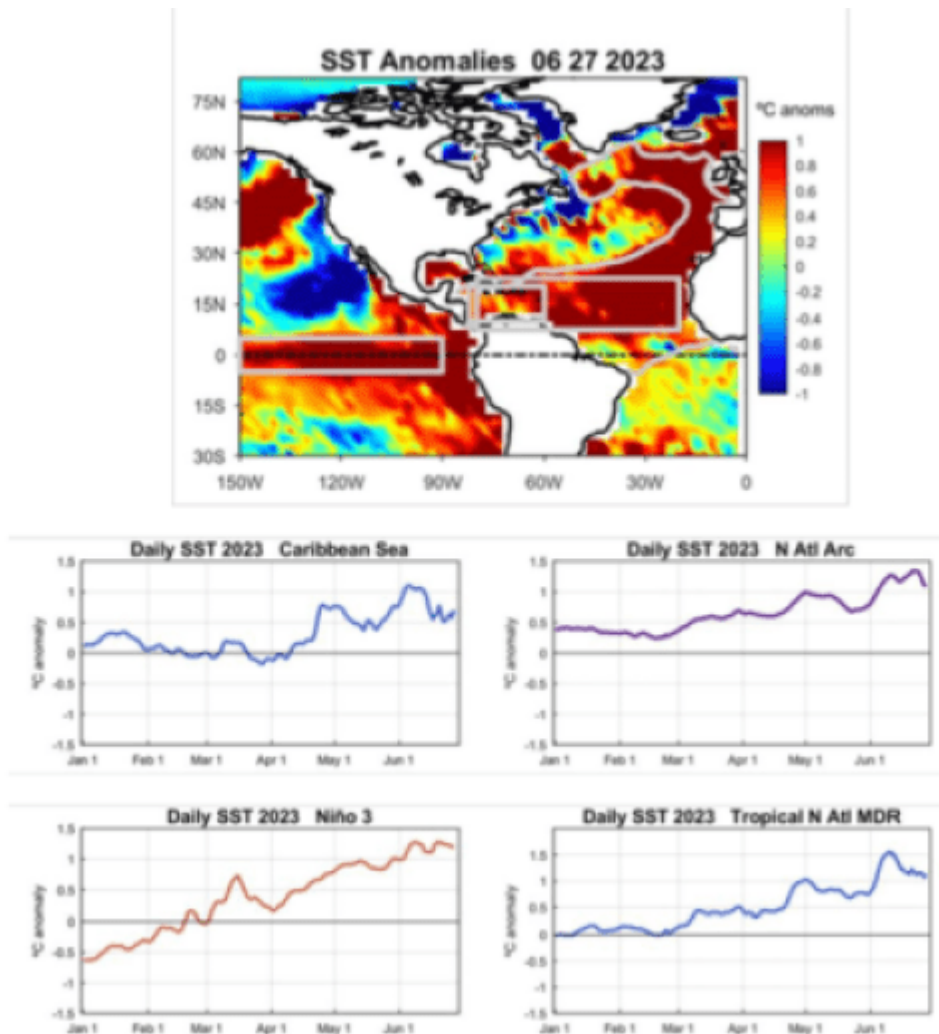 SST Anomalies 06 27 2023
ºC anoms
75N
60N
45N
30N
15N
0
15S
30S
150W 120W 90W 60W 30W 0
1
0.8
0.6
0.4
0.2
0
-0.2
-0.4
-0.6
-0.8
-1
Daily SST 2023 Caribbean Sea
ºC anomaly
1.5
1
0.5
0
-0.5
-1
-1.5
Jan 1 Feb 1 Mar 1 Apr 1 May 1 Jun 1
Daily SST 2023 N Atl Arc
ºC anomaly
1.5
1
0.5
0
-0.5
-1
-1.5
Jan 1 Feb 1 Mar 1 Apr 1 May 1 Jun 1
Daily SST 2023 Niño 3
ºC anomaly
1.5
1
0.5
0
-0.5
-1
-1.5
Jan 1 Feb 1 Mar 1 Apr 1 May 1 Jun 1
Daily SST 2023 Tropical N Atl MDR
ºC anomaly
1.5
1
0.5
0
-0.5
-1
-1.5
Jan 1 Feb 1 Mar 1 Apr 1 May 1 Jun 1